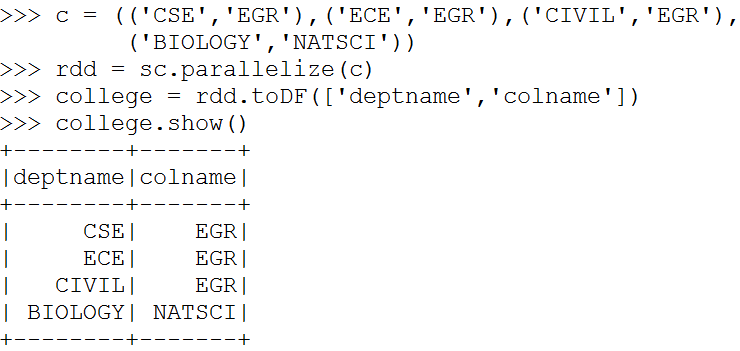 >>> c = (('CSE','EGR'),('ECE','EGR'),('CIVIL','EGR'),
         ('BIOLOGY','NATSCI'))
>>> rdd = sc.parallelize(c)
>>> college = rdd.toDF(['deptname','colname'])
>>> college.show()
+--------+-------+
|deptname|colname|
+--------+-------+
|     CSE|    EGR|
|     ECE|    EGR|
|   CIVIL|    EGR|
| BIOLOGY| NATSCI|
+--------+-------+